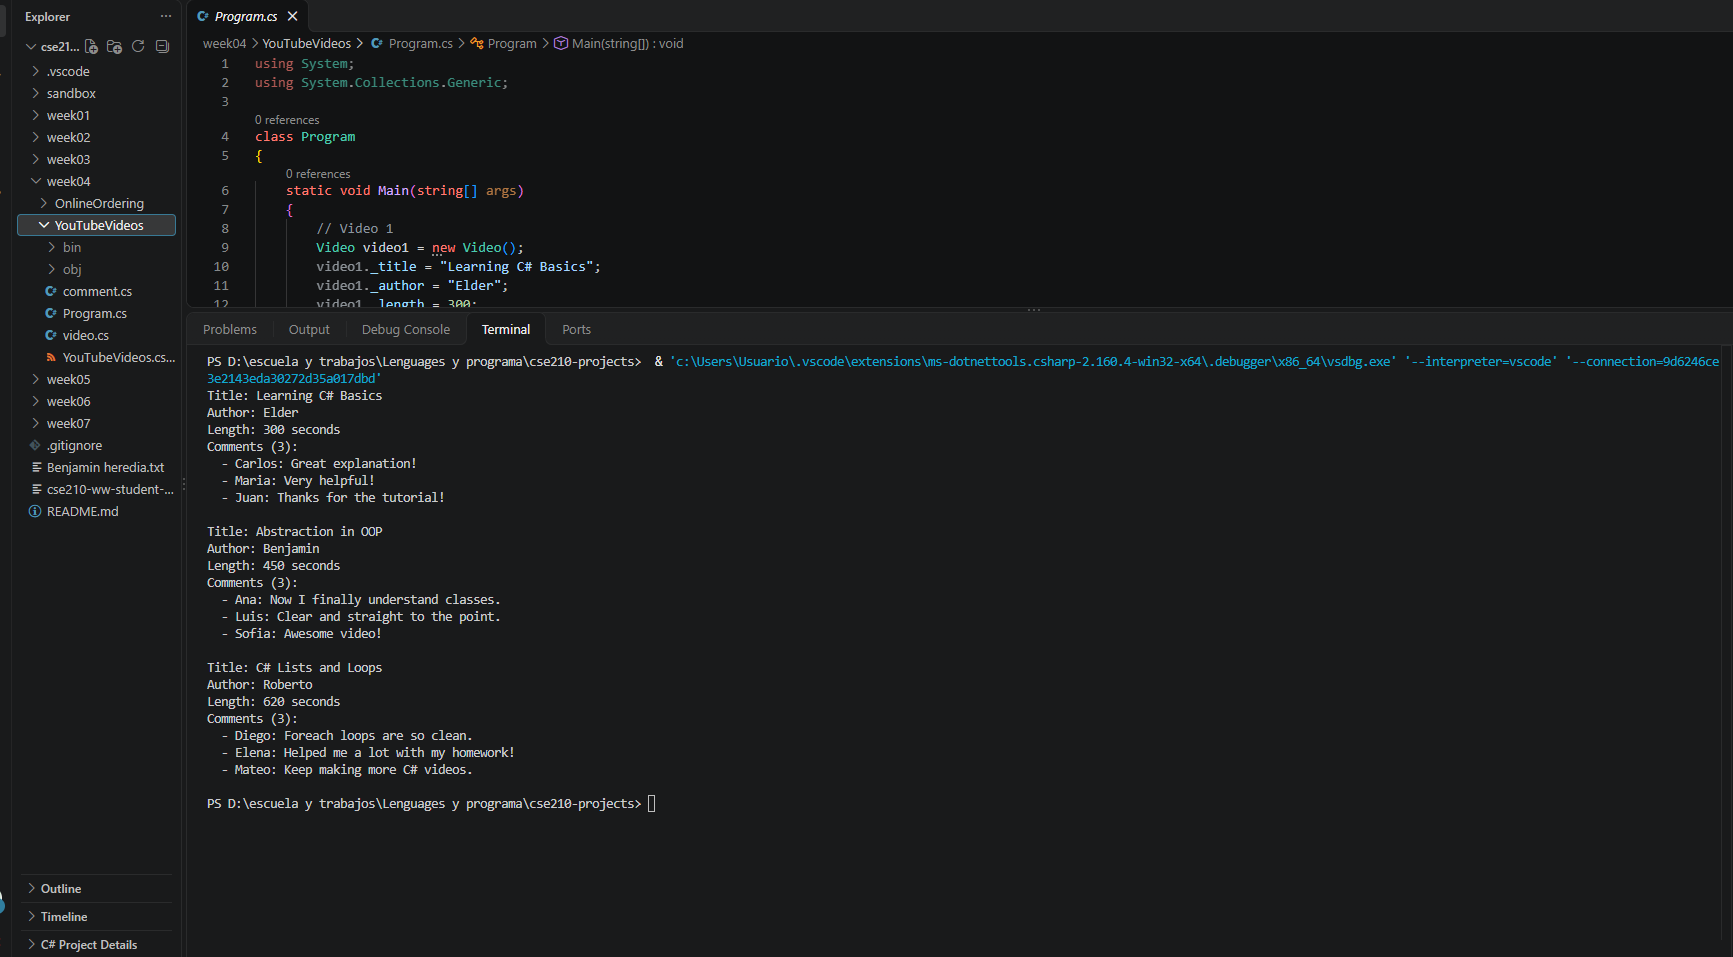 Explorer
cse21...
.vscode
sandbox
week01
week02
week03
week04
OnlineOrdering
YouTubeVideos
bin
obj
comment.cs
Program.cs
video.cs
YouTubeVideos.cs...
week05
week06
week07
.gitignore
Benjamin heredia.txt
cse210-ww-student-...
README.md
Outline
Timeline
C# Project Details
Program.cs
week04 > YouTubeVideos > Program.cs > Program > Main(string[]) : void
1 using System;
2 using System.Collections.Generic;
3
0 references
4 class Program
5 {
0 references
6 static void Main(string[] args)
7 {
8 // Video 1
9 Video video1 = new Video();
10 video1._title = "Learning C# Basics";
11 video1._author = "Elder";
12 video1._length = 300;
Problems Output Debug Console Terminal Ports
PS D:\escuela y trabajos\Lenguages y programa\cse210-projects> & 'c:\Users\Usuario\.vscode\extensions\ms-dotnettools.csharp-2.160.4-win32-x64\.debugger\x86_64\vsdbg.exe' '--interpreter=vscode' '--connection=9d6246ce
3e2143eda30272d35a017dbd'
Title: Learning C# Basics
Author: Elder
Length: 300 seconds
Comments (3):
- Carlos: Great explanation!
- Maria: Very helpful!
- Juan: Thanks for the tutorial!
Title: Abstraction in OOP
Author: Benjamin
Length: 450 seconds
Comments (3):
- Ana: Now I finally understand classes.
- Luis: Clear and straight to the point.
- Sofia: Awesome video!
Title: C# Lists and Loops
Author: Roberto
Length: 620 seconds
Comments (3):
- Diego: Foreach loops are so clean.
- Elena: Helped me a lot with my homework!
- Mateo: Keep making more C# videos.
PS D:\escuela y trabajos\Lenguages y programa\cse210-projects>